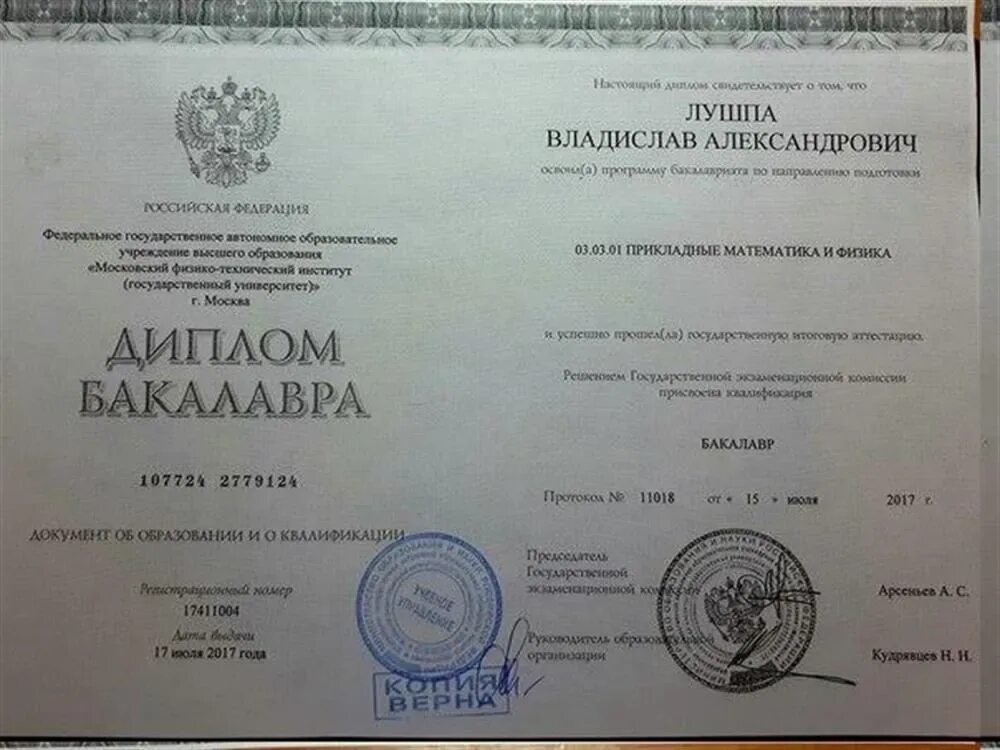 РОССИЙСКАЯ ФЕДЕРАЦИЯ
Федеральное государственное автономное образовательное
учреждение высшего образования
«Московский физико-технический институт
(государственный университет)»
г. Москва
ДИПЛОМ
БАКАЛАВРА
107724 2779124
ДОКУМЕНТ ОБ ОБРАЗОВАНИИ И О КВАЛИФИКАЦИИ
Регистрационный номер
17411004
Дата выдачи
17 июля 2017 года
УЧЕБНОЕ
УПРАВЛЕНИЕ
КОПИЯ
ВЕРНА
Настоящий диплом свидетельствует о том, что
ЛУШПА
ВЛАДИСЛАВ АЛЕКСАНДРОВИЧ
освоил(а) программу бакалавриата по направлению подготовки
03.03.01 ПРИКЛАДНЫЕ МАТЕМАТИКА И ФИЗИКА
и успешно прошел(ла) государственную итоговую аттестацию.
Решением Государственной экзаменационной комиссии
присвоена квалификация
БАКАЛАВР
Протокол № 11018 от « 15 » июля 2017 г.
Председатель
Государственной
экзаменационной Арсеньев А. С.
Руководитель образовательной
организации Кудрявцев Н. Н.